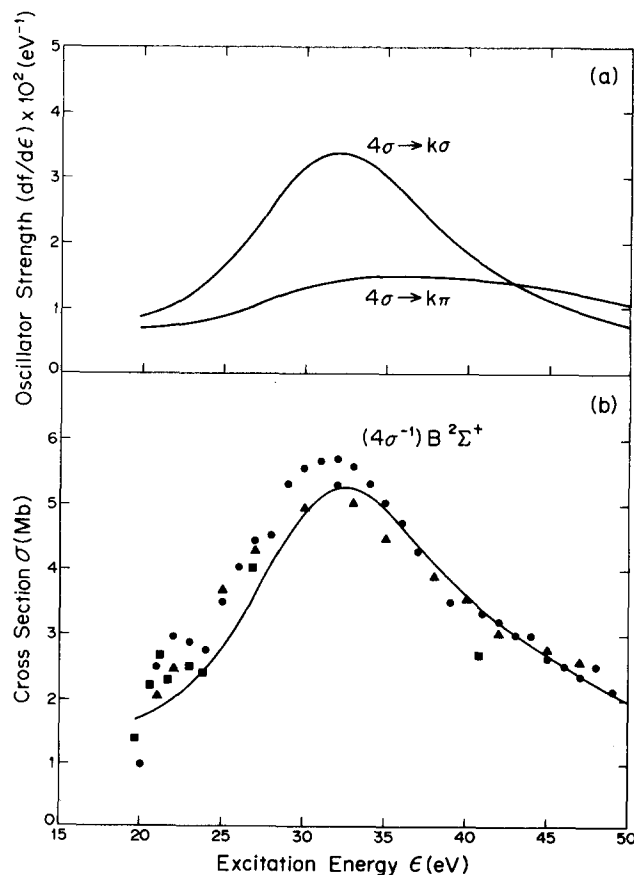 Oscillator Strength (df/dϵ) × 10² (eV⁻¹)
5
4
3
2
1
0
(a)
4σ → kσ
4σ → kπ
Cross Section σ (Mb)
6
5
4
3
2
1
0
(b)
(4σ⁻¹) B ²Σ⁺
15 20 25 30 35 40 45 50
Excitation Energy ϵ (eV)